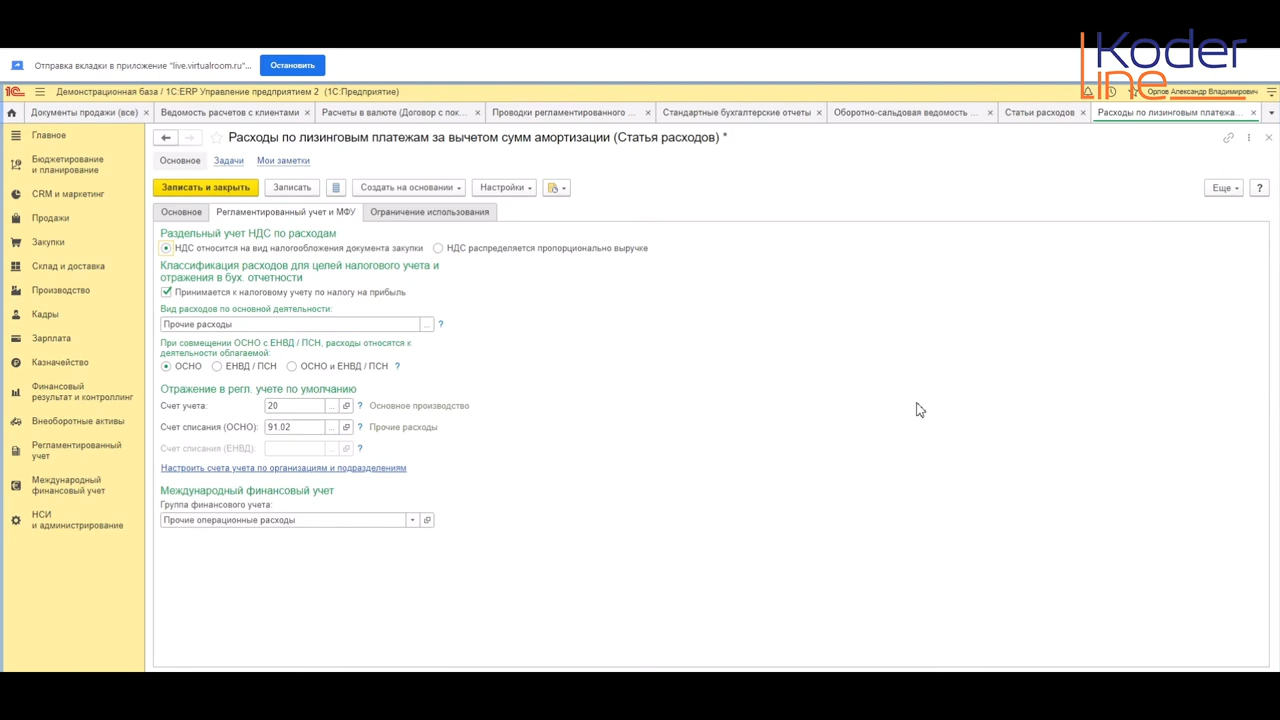 Koder
line
Отправка вкладки в приложение "live.virtualroom.ru"... Остановить
1С Демонстрационная база / 1С:ERP Управление предприятием 2 (1С:Предприятие) Орлов Александр Владимирович
Документы продажи (все) × Ведомость расчетов с клиентами × Расчеты в валюте (Договор с пок... × Проводки регламентированного ... × Стандартные бухгалтерские отчеты × Оборотно-сальдовая ведомость ... × Статьи расходов × Расходы по лизинговым платежа... ×
Главное
Бюджетирование
и планирование
CRM и маркетинг
Продажи
Закупки
Склад и доставка
Производство
Кадры
Зарплата
Казначейство
Финансовый
результат и контроллинг
Внеоборотные активы
Регламентированный
учет
Международный
финансовый учет
НСИ
и администрирование
Расходы по лизинговым платежам за вычетом сумм амортизации (Статья расходов) *
Основное Задачи Мои заметки
Записать и закрыть Записать Создать на основании Настройки Еще ?
Основное Регламентированный учет и МФУ Ограничение использования
Раздельный учет НДС по расходам
НДС относится на вид налогообложения документа закупки НДС распределяется пропорционально выручке
Классификация расходов для целей налогового учета и
отражения в бух. отчетности
Принимается к налоговому учету по налогу на прибыль
Вид расходов по основной деятельности:
Прочие расходы ... ?
При совмещении ОСНО с ЕНВД / ПСН, расходы относятся к
деятельности облагаемой:
ОСНО ЕНВД / ПСН ОСНО и ЕНВД / ПСН ?
Отражение в регл. учете по умолчанию
Счет учета: 20 ... ? Основное производство
Счет списания (ОСНО): 91.02 ... ? Прочие расходы
Счет списания (ЕНВД): ... ?
Настроить счета учета по организациям и подразделениям
Международный финансовый учет
Группа финансового учета:
Прочие операционные расходы